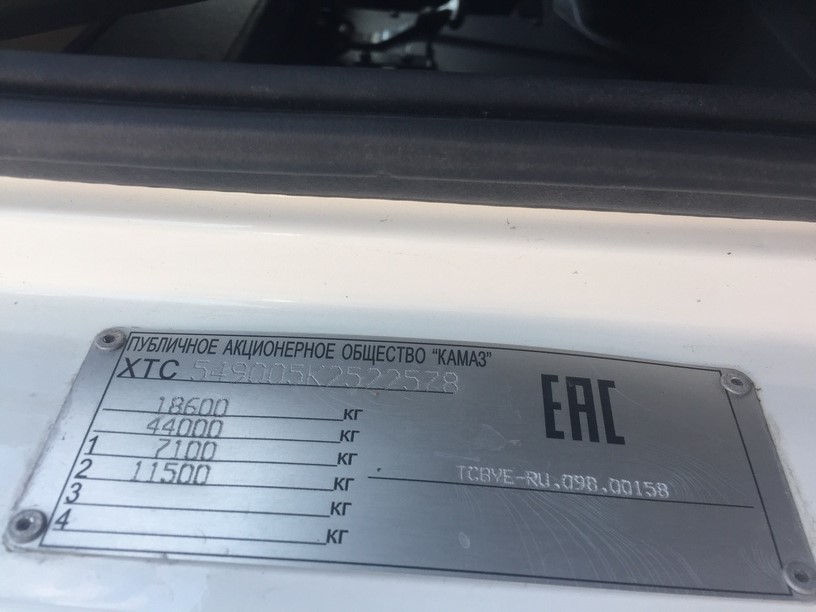 ПУБЛИЧНОЕ АКЦИОНЕРНОЕ ОБЩЕСТВО "КАМАЗ"
XTC 549005K2522578
EAC
18600 КГ
44000 КГ
1 7100 КГ
2 11500 КГ
TCBYE-RU.098.00158
3 КГ
4 КГ